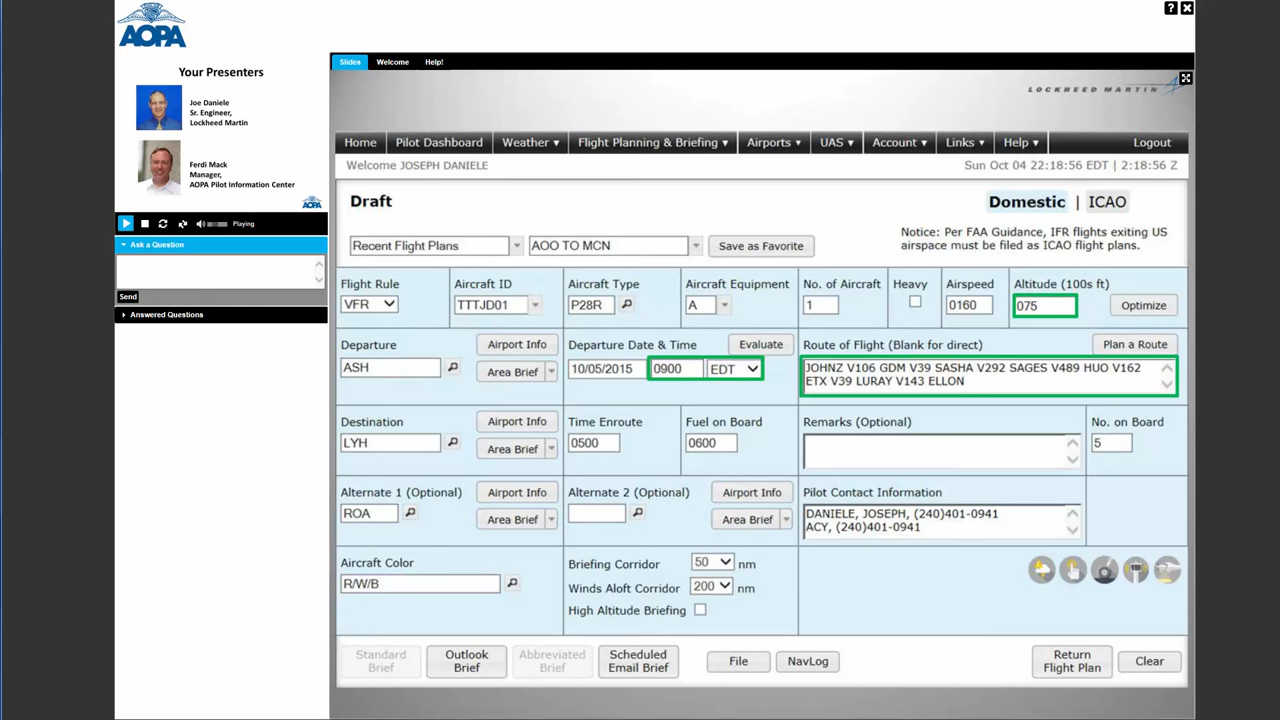 AOPA
Your Presenters
Joe Daniele
Sr. Engineer,
Lockheed Martin
Ferdi Mack
Manager,
AOPA Pilot Information Center
AOPA
Playing
Ask a Question
Send
Answered Questions
? 
Slides Welcome Help!
LOCKHEED MARTIN
Home Pilot Dashboard Weather Flight Planning & Briefing Airports UAS Account Links Help Logout
Welcome JOSEPH DANIELE Sun Oct 04 22:18:56 EDT | 2:18:56 Z
Draft Domestic | ICAO
Recent Flight Plans AOO TO MCN Save as Favorite
Notice: Per FAA Guidance, IFR flights exiting US
airspace must be filed as ICAO flight plans.
Flight Rule Aircraft ID Aircraft Type Aircraft Equipment No. of Aircraft Heavy Airspeed Altitude (100s ft)
VFR TTTJD01 P28R A 1 0160 075 Optimize
Departure Airport Info Departure Date & Time Evaluate Route of Flight (Blank for direct) Plan a Route
ASH Area Brief 10/05/2015 0900 EDT
JOHNZ V106 GDM V39 SASHA V292 SAGES V489 HUO V162
ETX V39 LURAY V143 ELLON
Destination Airport Info Time Enroute Fuel on Board Remarks (Optional) No. on Board
LYH Area Brief 0500 0600 5
Alternate 1 (Optional) Airport Info Alternate 2 (Optional) Airport Info Pilot Contact Information
ROA Area Brief Area Brief
DANIELE, JOSEPH, (240)401-0941
ACY, (240)401-0941
Aircraft Color
R/W/B
Briefing Corridor 50 nm
Winds Aloft Corridor 200 nm
High Altitude Briefing
Standard
Brief
Outlook
Brief
Abbreviated
Brief
Scheduled
Email Brief
File NavLog
Return
Flight Plan
Clear